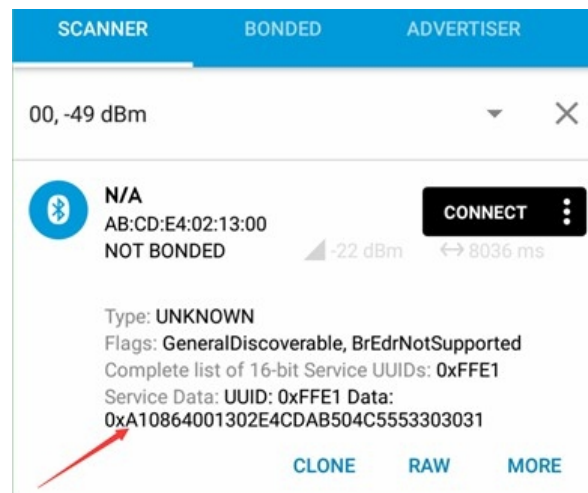 SCANNER BONDED ADVERTISER
00, -49 dBm
N/A
AB:CD:E4:02:13:00
CONNECT
NOT BONDED -22 dBm 8036 ms
Type: UNKNOWN
Flags: GeneralDiscoverable, BrEdrNotSupported
Complete list of 16-bit Service UUIDs: 0xFFE1
Service Data: UUID: 0xFFE1 Data:
0xA10864001302E4CDAB504C5553303031
CLONE RAW MORE